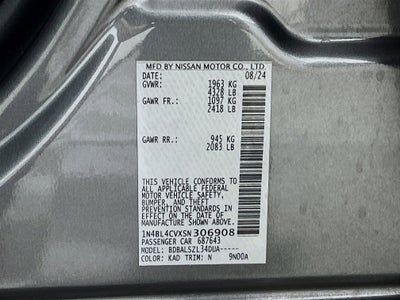 MFD BY NISSAN MOTOR CO., LTD
DATE: 08/24
GVWR: 1963 KG
4328 LB
GAWR FR.: 1097 KG
2418 LB
GAWR RR.: 945 KG
2083 LB
THIS VEHICLE CONFORMS TO ALL
APPLICABLE FEDERAL MOTOR
VEHICLE SAFETY,
BUMPER, AND THEFT
PREVENTION STANDARDS IN
EFFECT ON THE DATE OF
MANUFACTURE SHOWN ABOVE.
1N4BL4CVXSN306908
PASSENGER CAR 687643
MODEL: BDBALSZL34DUA-----
COLOR: KAD TRIM: N 9N00A